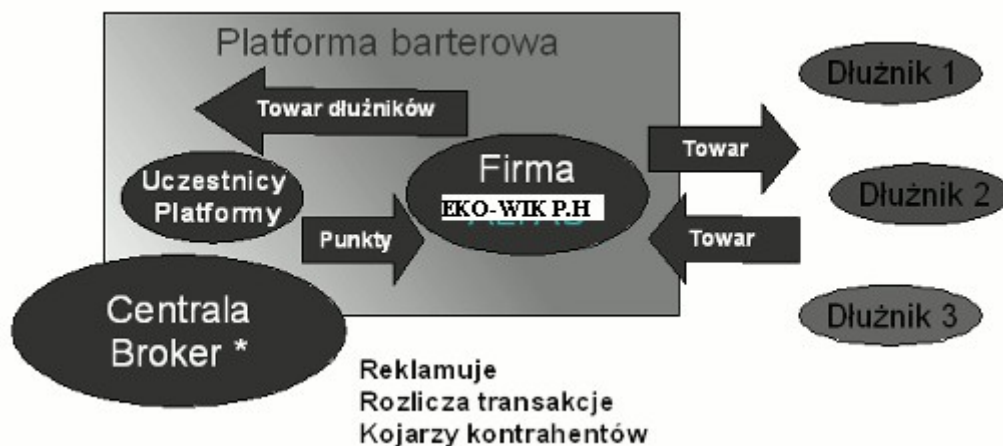 Platforma barterowa
Dłużnik 1
Towar dłużników
Firma
Towar
Uczestnicy
Platformy
EKO-WIK P.H
Dłużnik 2
Punkty
Towar
Centrala
Broker *
Dłużnik 3
Reklamuje
Rozlicza transakcje
Kojarzy kontrahentów